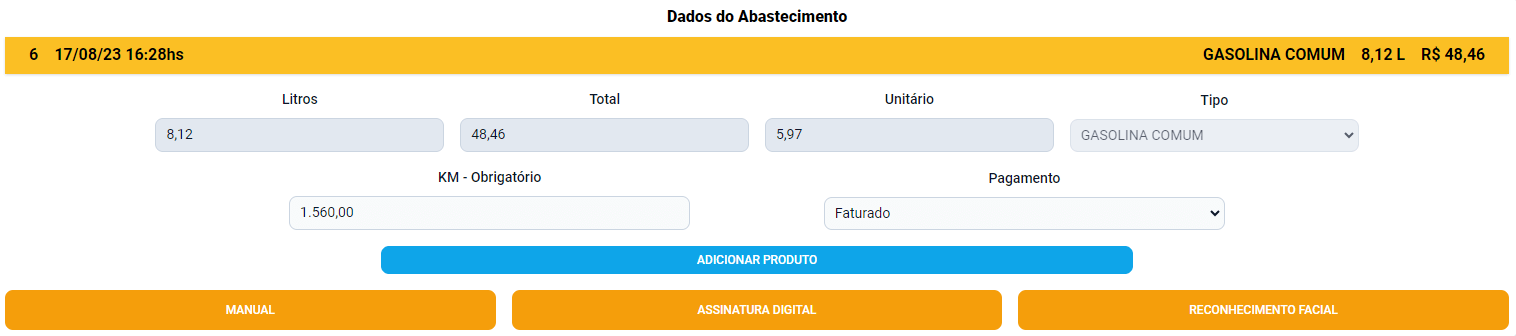 Dados do Abastecimento
6 17/08/23 16:28hs GASOLINA COMUM 8,12 L R$ 48,46
Litros Total Unitário Tipo
8,12 48,46 5,97 GASOLINA COMUM
KM - Obrigatório Pagamento
1.560,00 Faturado
ADICIONAR PRODUTO
MANUAL ASSINATURA DIGITAL RECONHECIMENTO FACIAL